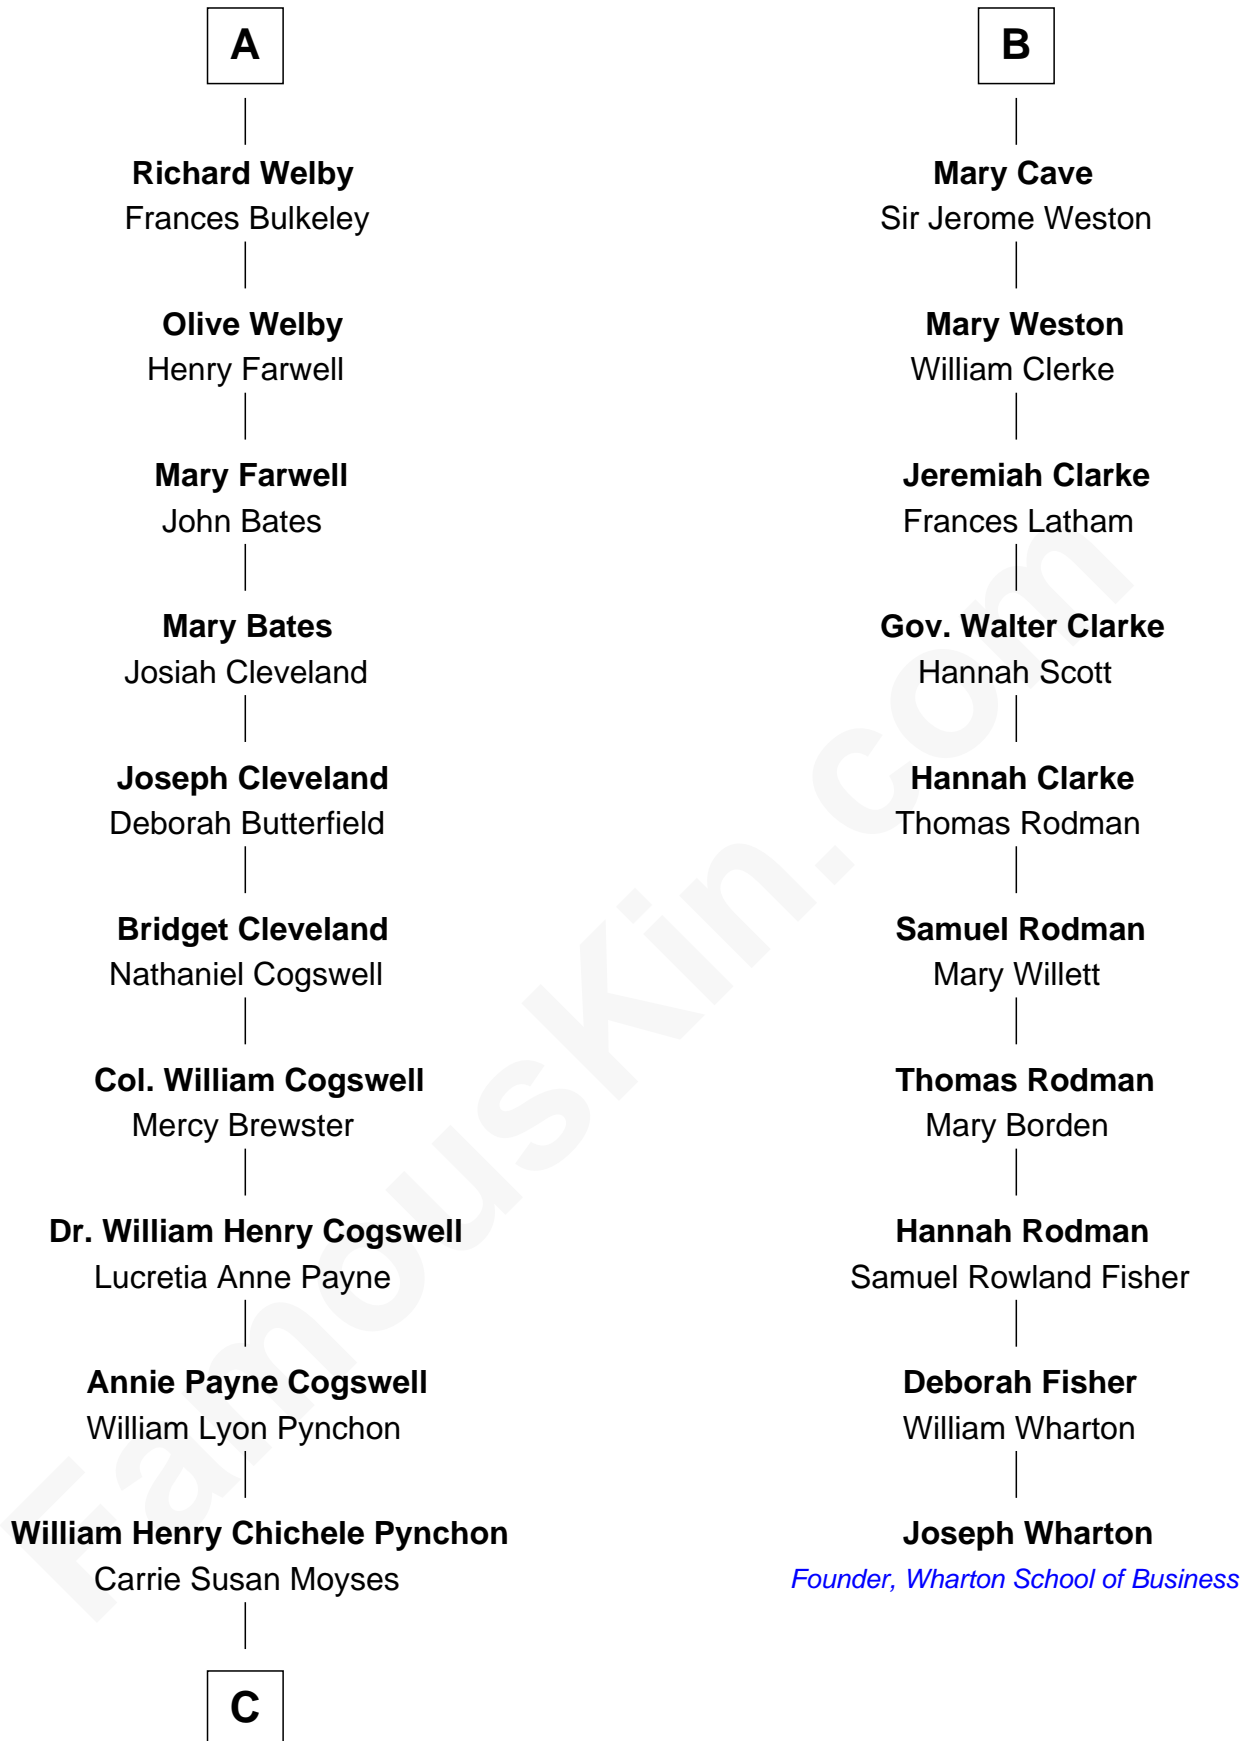 A
Richard Welby
Frances Bulkeley
Olive Welby
Henry Farwell
Mary Farwell
John Bates
Mary Bates
Josiah Cleveland
Joseph Cleveland
Deborah Butterfield
Bridget Cleveland
Nathaniel Cogswell
Col. William Cogswell
Mercy Brewster
Dr. William Henry Cogswell
Lucretia Anne Payne
Annie Payne Cogswell
William Lyon Pynchon
William Henry Chichele Pynchon
Carrie Susan Moyses
C
B
Mary Cave
Sir Jerome Weston
Mary Weston
William Clerke
Jeremiah Clarke
Frances Latham
Gov. Walter Clarke
Hannah Scott
Hannah Clarke
Thomas Rodman
Samuel Rodman
Mary Willett
Thomas Rodman
Mary Borden
Hannah Rodman
Samuel Rowland Fisher
Deborah Fisher
William Wharton
Joseph Wharton
Founder, Wharton School of Business
FamousKin.com